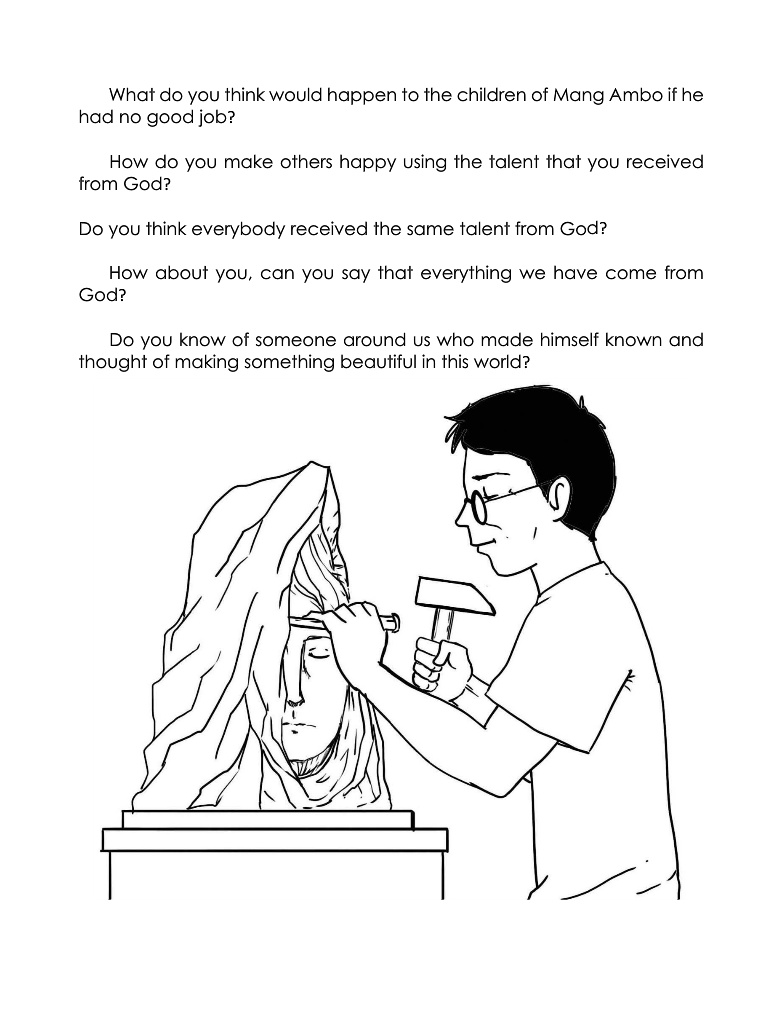 What do you think would happen to the children of Mang Ambo if he
had no good job?
How do you make others happy using the talent that you received
from God?
Do you think everybody received the same talent from God?
How about you, can you say that everything we have come from
God?
Do you know of someone around us who made himself known and
thought of making something beautiful in this world?